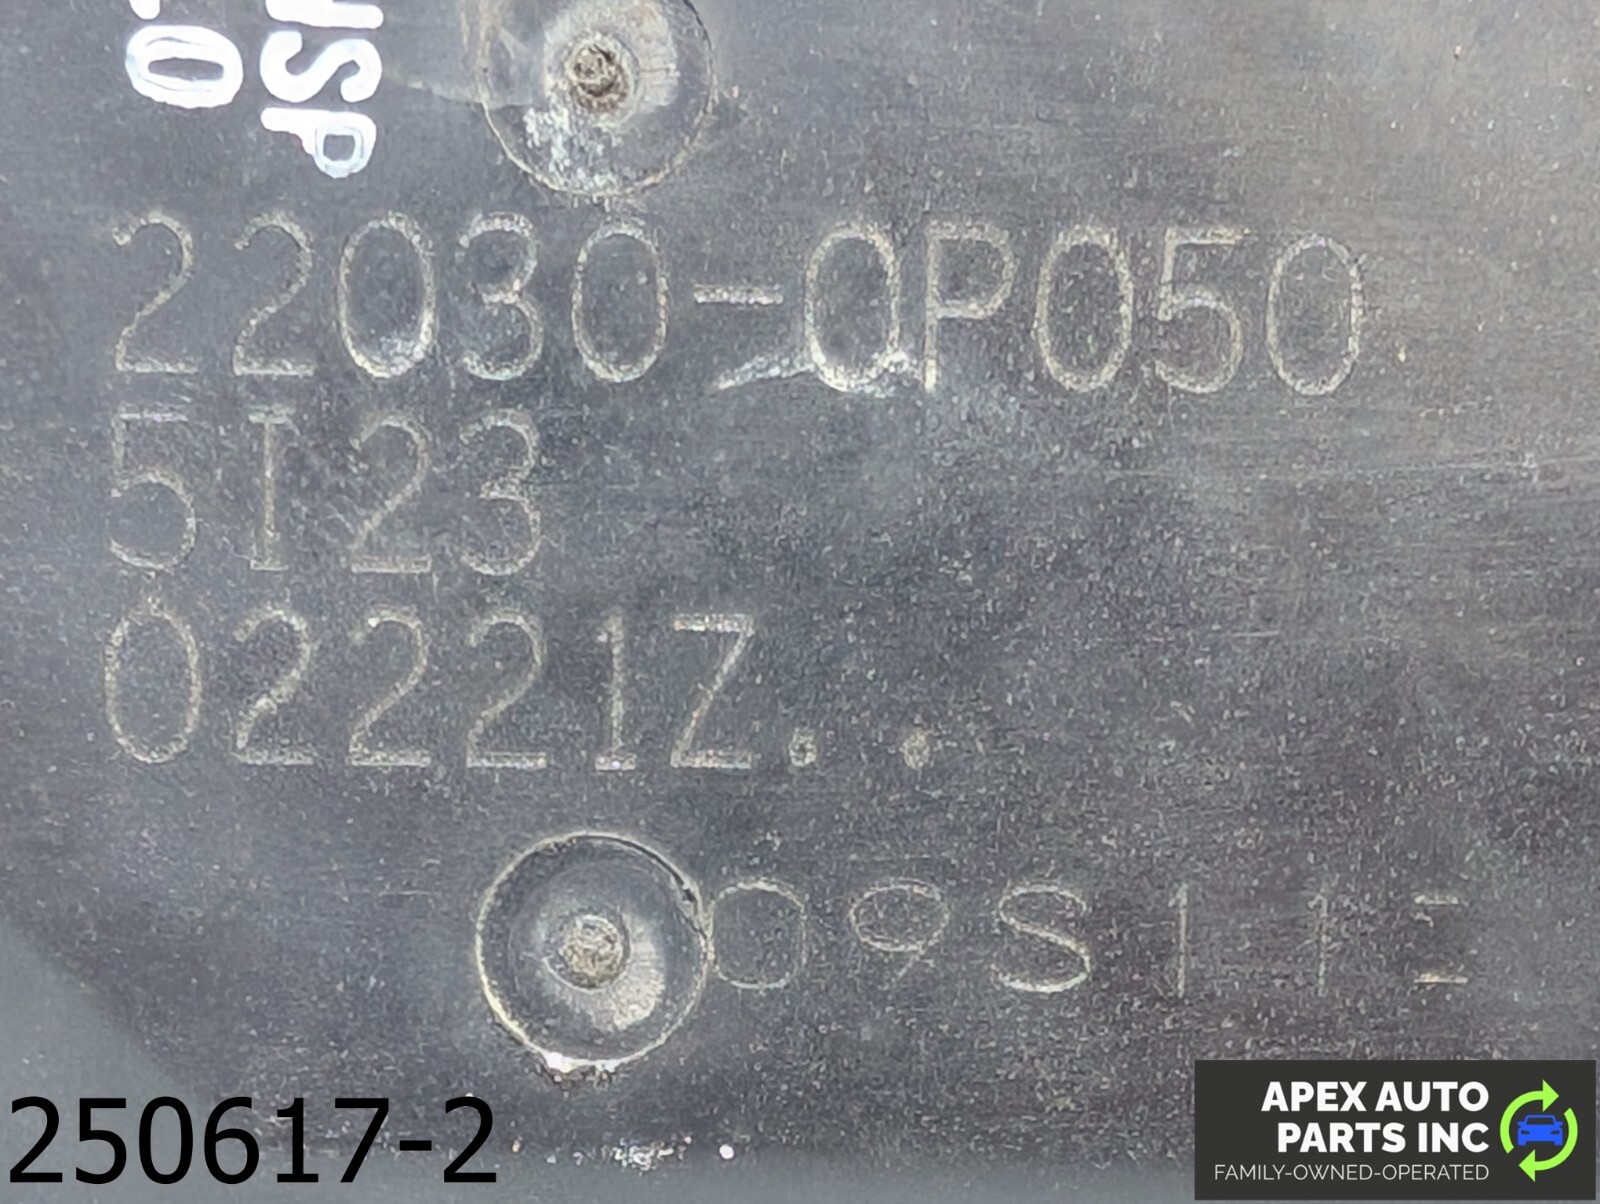 22030-0P050
5I23
02221Z..
09S11
250617-2
APEX AUTO
PARTS INC
FAMILY-OWNED-OPERATED